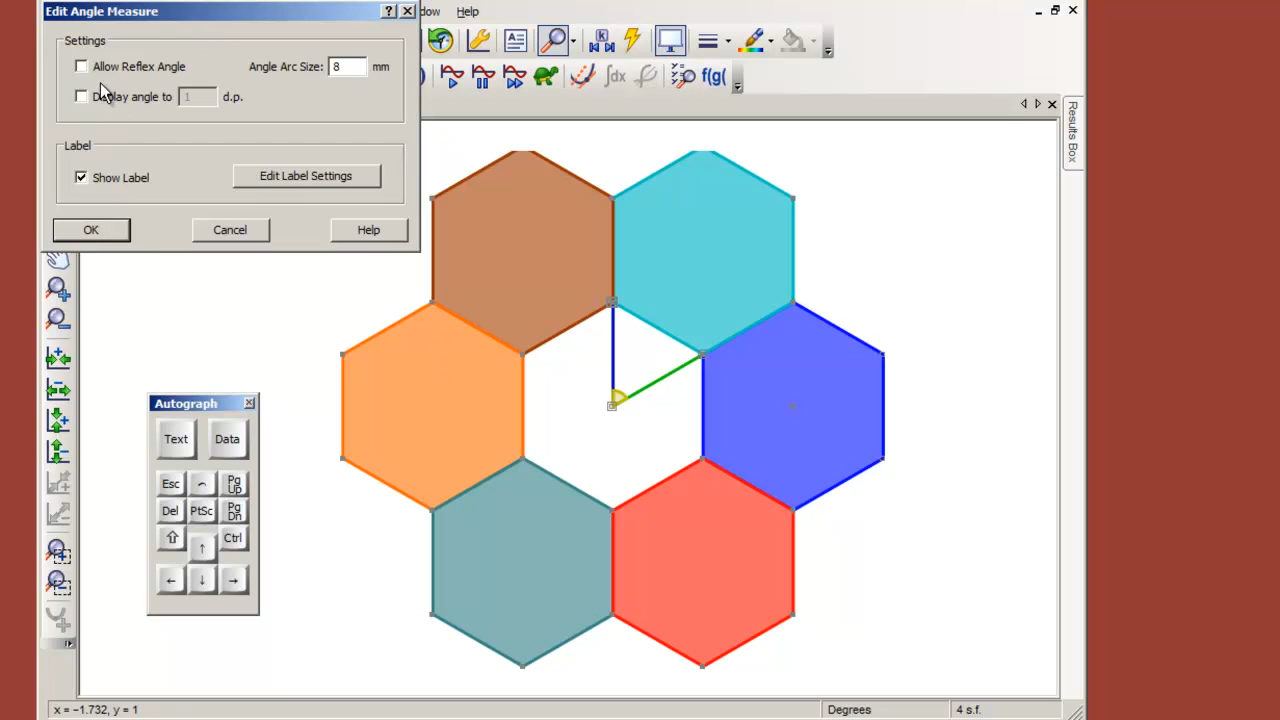 Edit Angle Measure
dow
Help
Settings
Allow Reflex Angle
Angle Arc Size: 8 mm
Display angle to 1 d.p.
Label
Show Label
Edit Label Settings
OK
Cancel
Help
∫dx
f(g(
Results Box
Autograph
Text
Data
Esc
Pg Up
Del
PtSc
Pg Dn
Ctrl
x = −1.732, y = 1
Degrees
4 s.f.